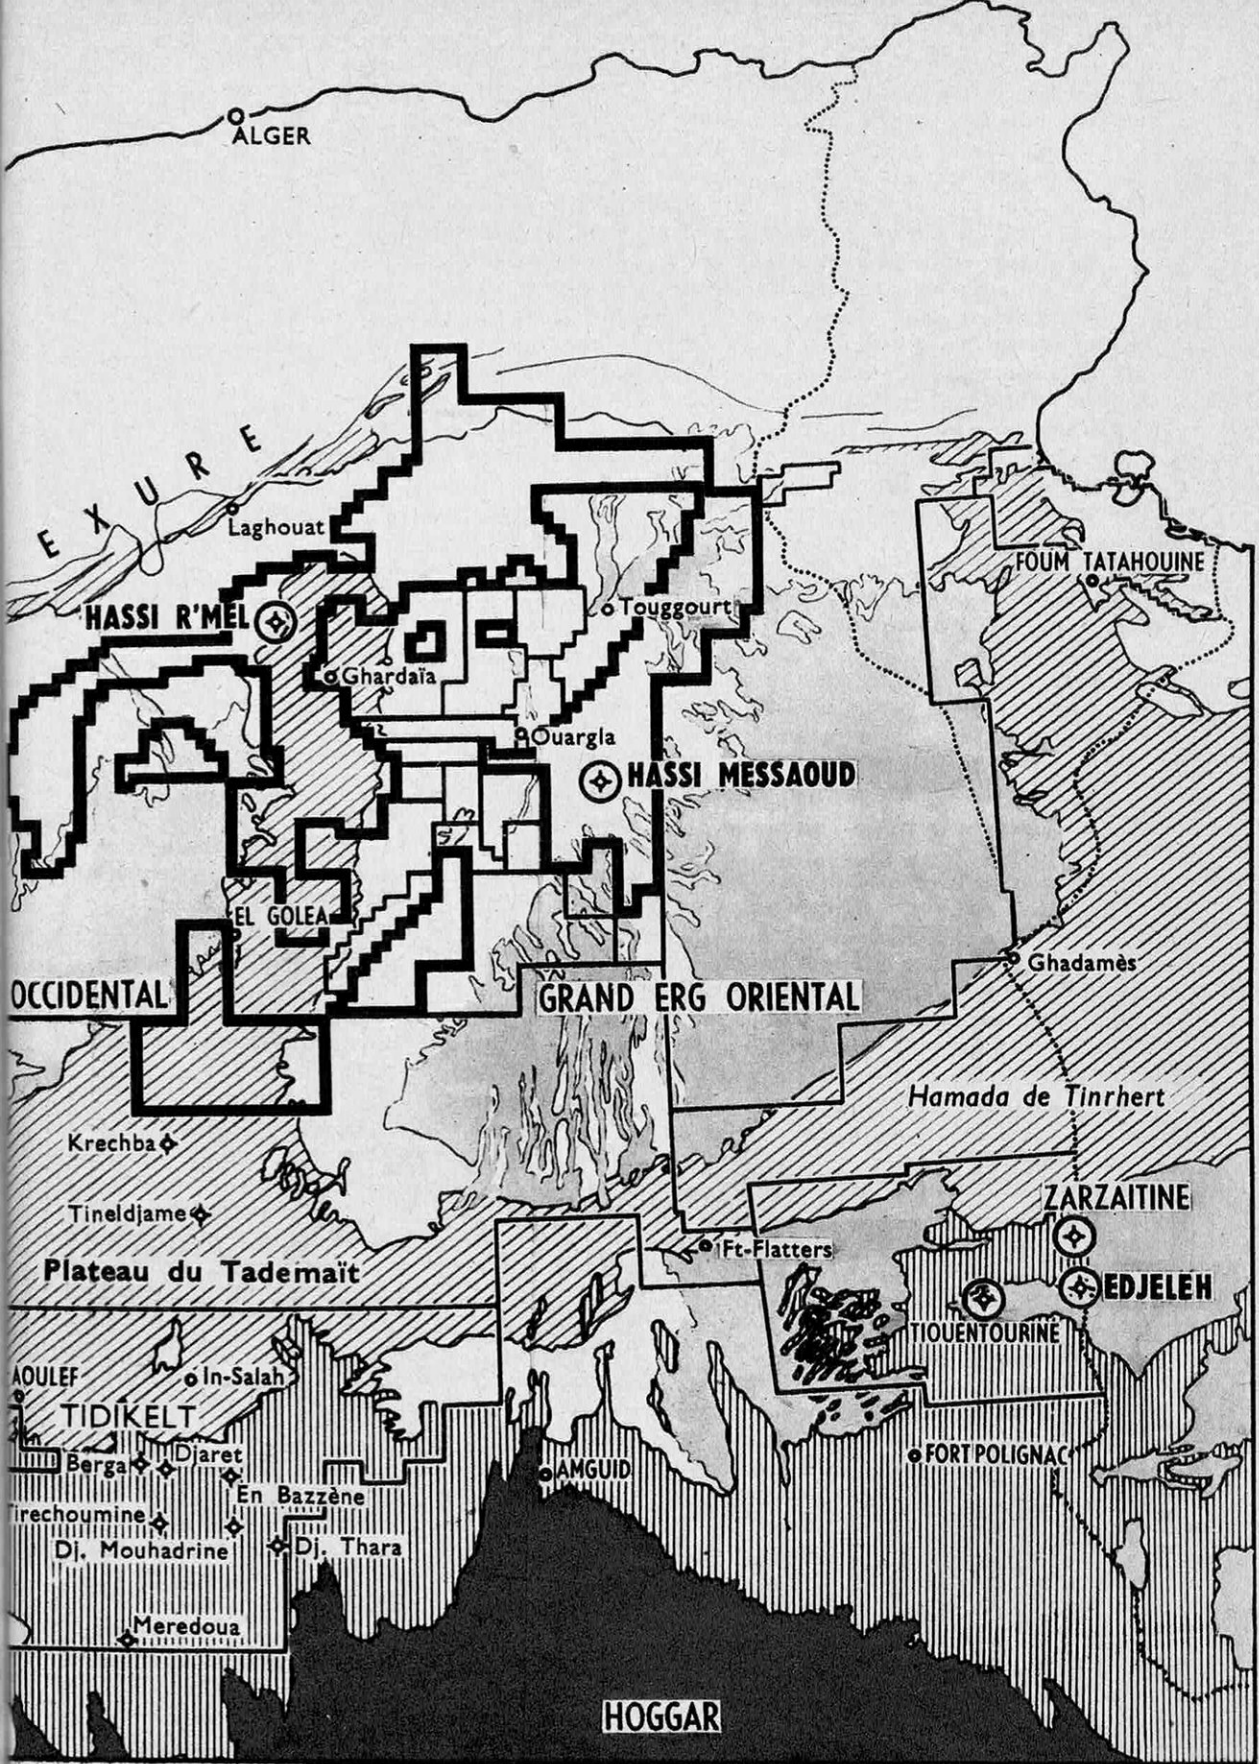 ALGER
EXURE
Laghouat
FOUM TATAHOUINE
HASSI R'MEL
Touggourt
Ghardaïa
Ouargla
HASSI MESSAOUD
EL GOLEA
Ghadamès
OCCIDENTAL
GRAND ERG ORIENTAL
Hamada de Tinrhert
Krechba
ZARZAITINE
Tineldjame
Ft-Flatters
Plateau du Tademaït
EDJELEH
TIOUENTOURINE
AOULEF
In-Salah
TIDIKELT
Djaret
Berga
FORT POLIGNAC
AMGUID
En Bazzène
irechoumine
Dj. Mouhadrine
Dj. Thara
Meredoua
HOGGAR